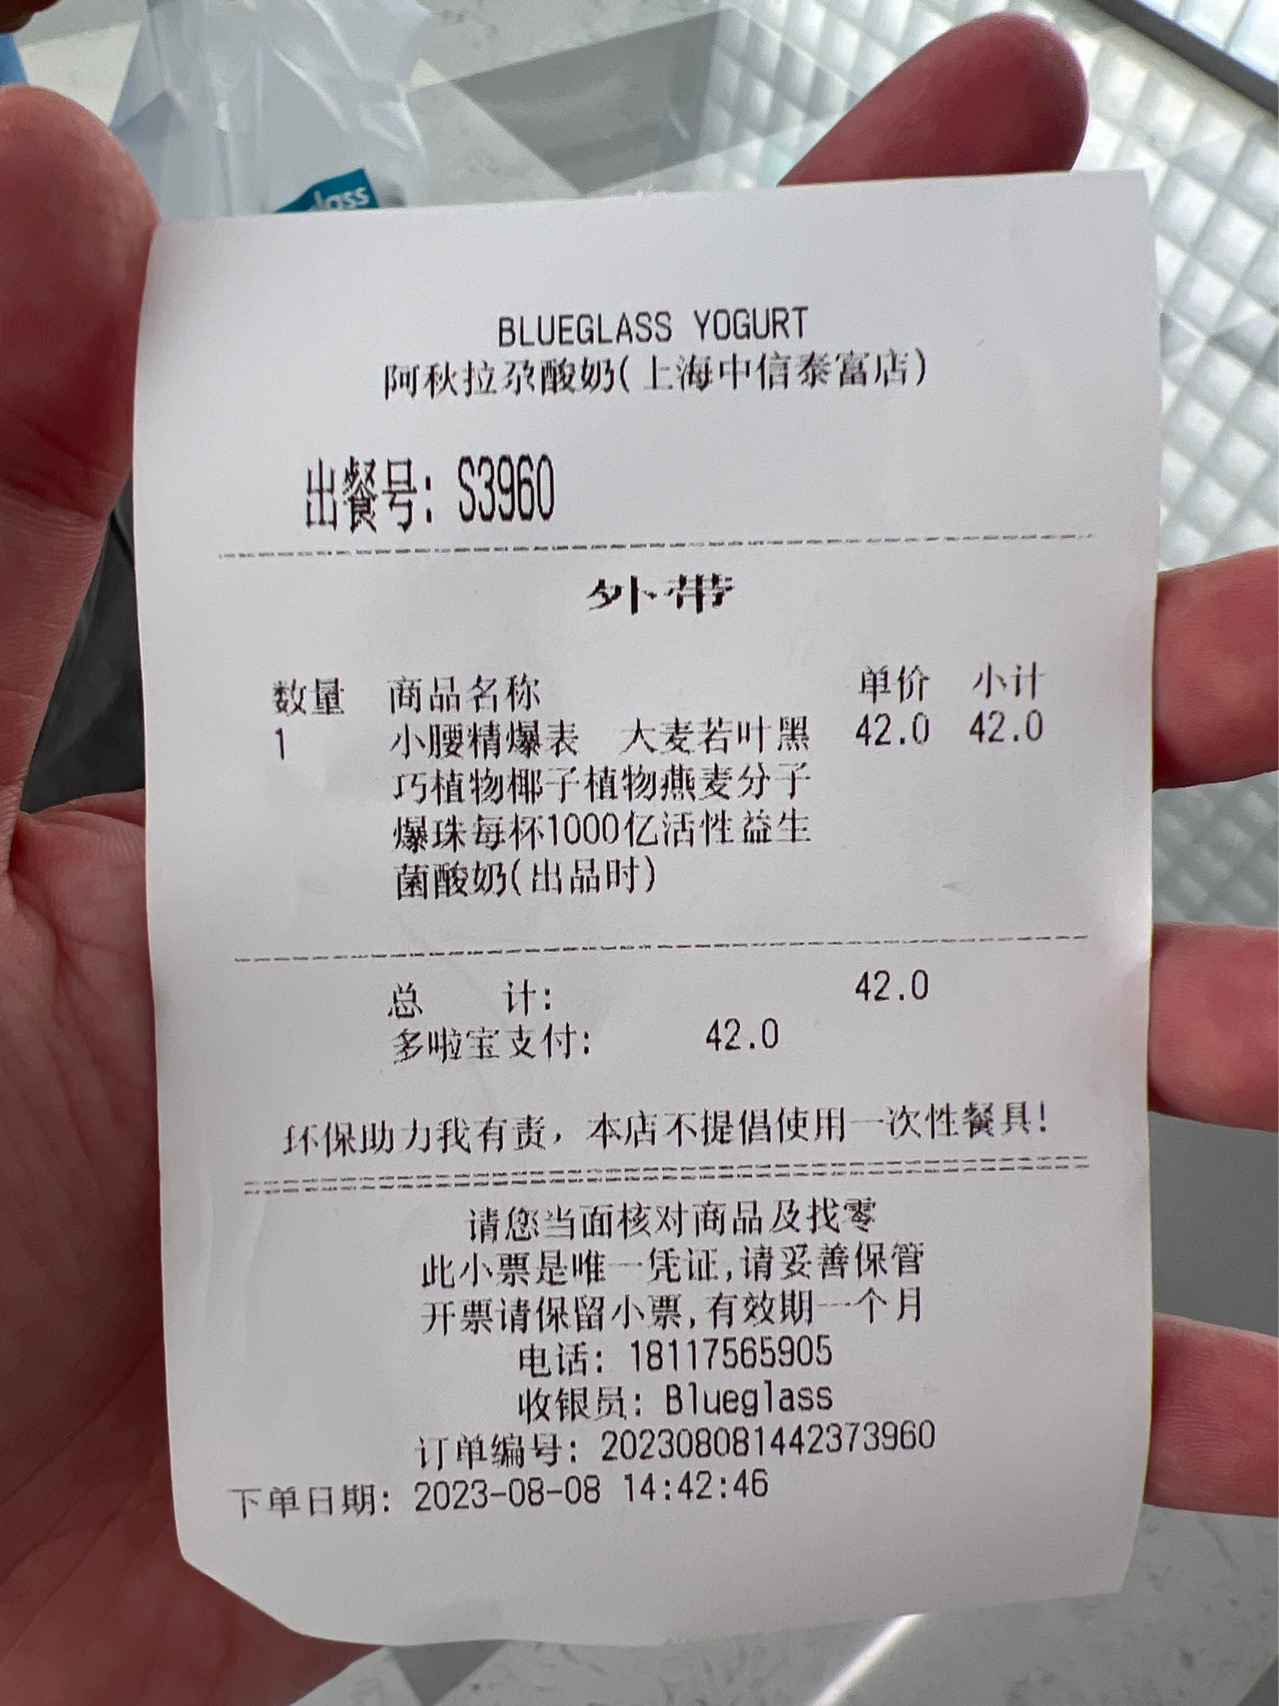 lass
BLUEGLASS YOGURT
阿秋拉尕酸奶(上海中信泰富店)
出餐号: S3960
外带
数量 商品名称 单价 小计
1 小腰精爆表 大麦若叶黑 42.0 42.0
巧植物椰子植物燕麦分子
爆珠每杯1000亿活性益生
菌酸奶(出品时)
总 计: 42.0
多啦宝支付: 42.0
环保助力我有责，本店不提倡使用一次性餐具!
请您当面核对商品及找零
此小票是唯一凭证,请妥善保管
开票请保留小票,有效期一个月
电话: 18117565905
收银员: Blueglass
订单编号: 202308081442373960
下单日期: 2023-08-08 14:42:46